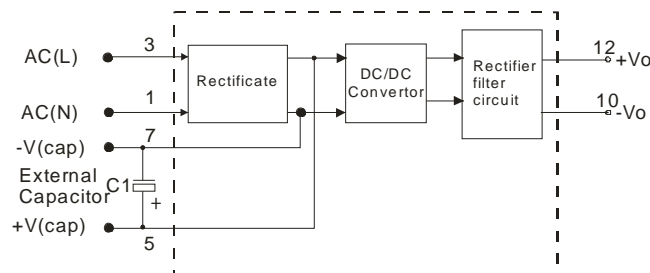 AC(L)
3
Rectificate
DC/DC
Convertor
Rectifier
filter
circuit
12
+Vo
AC(N)
1
10
-Vo
-V(cap)
7
External
Capacitor
C1
+
+V(cap)
5